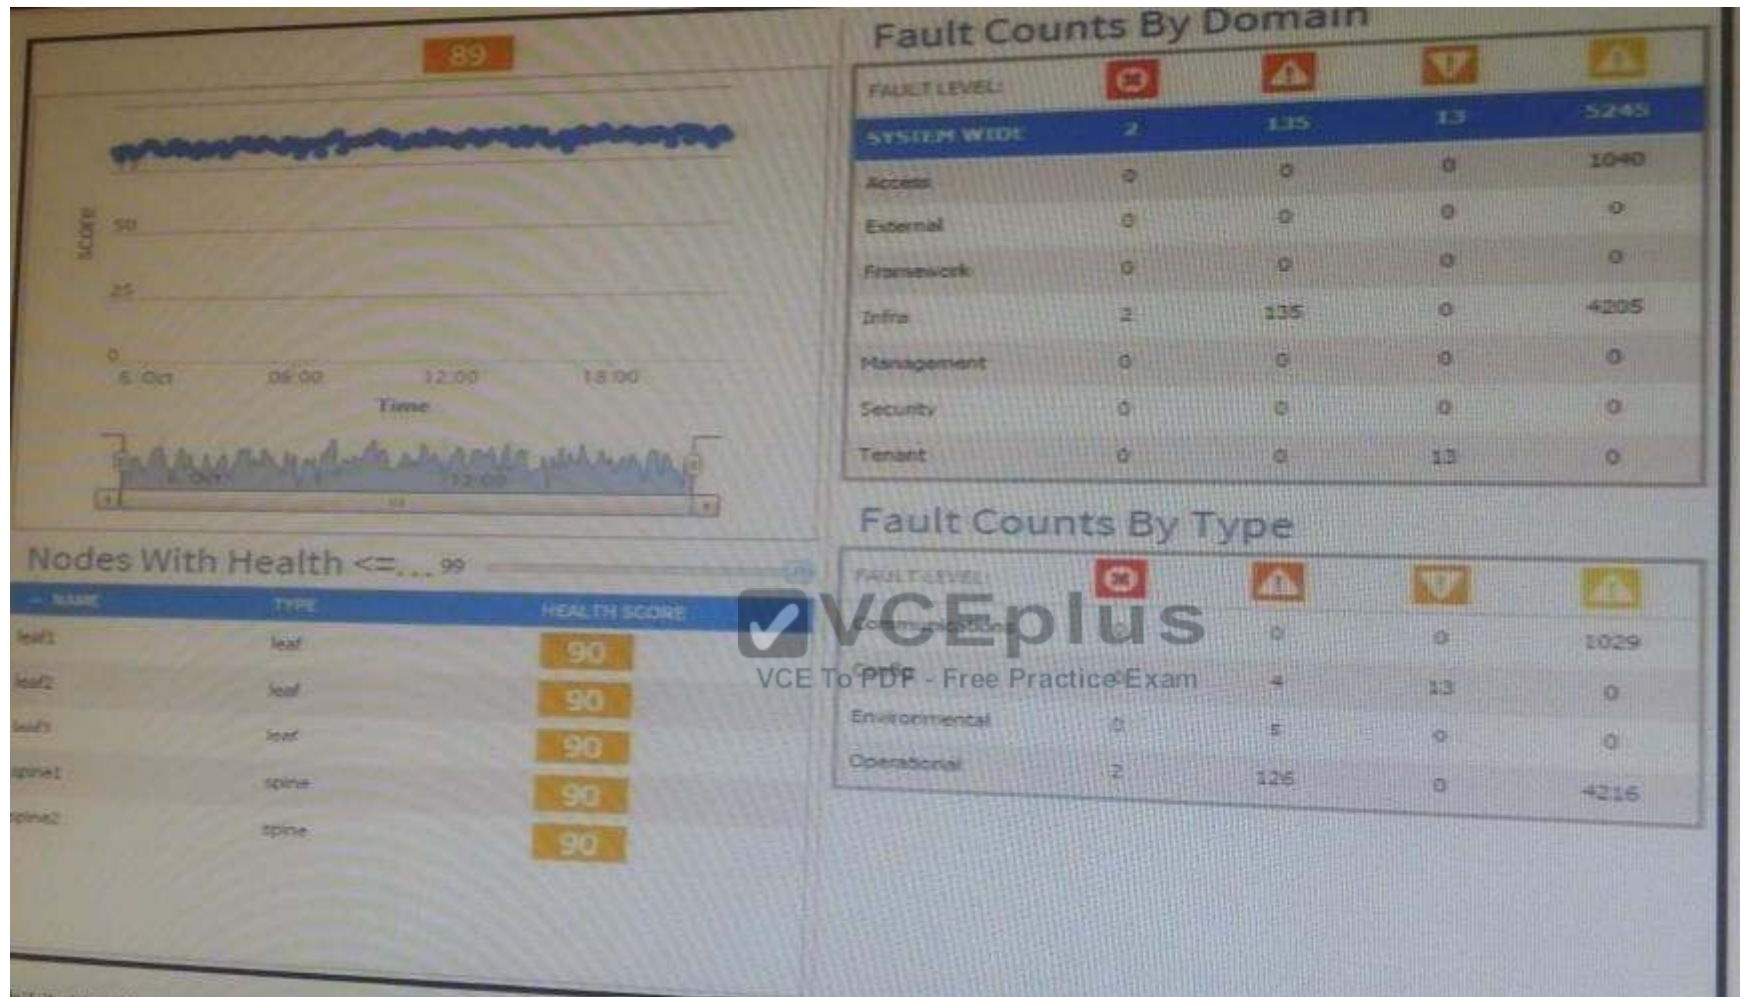 89
score
50
25
0
6. Oct 06:00 12:00 18:00
Time
12:00
Nodes With Health <=... 99
NAME TYPE HEALTH SCORE
leaf1 leaf 90
leaf2 leaf 90
leaf3 leaf 90
spine1 spine 90
spine2 spine 90
Fault Counts By Domain
FAULT LEVEL:
SYSTEM WIDE 2 135 13 5245
Access 0 0 0 1040
External 0 0 0 0
Framework 0 0 0 0
Infra 2 135 0 4205
Management 0 0 0 0
Security 0 0 0 0
Tenant 0 0 13 0
Fault Counts By Type
FAULT LEVEL:
Communications 0 0 1029
Config 4 13 0
Environmental 0 5 0 0
Operational 2 126 0 4216
VCEplus
VCE To PDF - Free Practice Exam